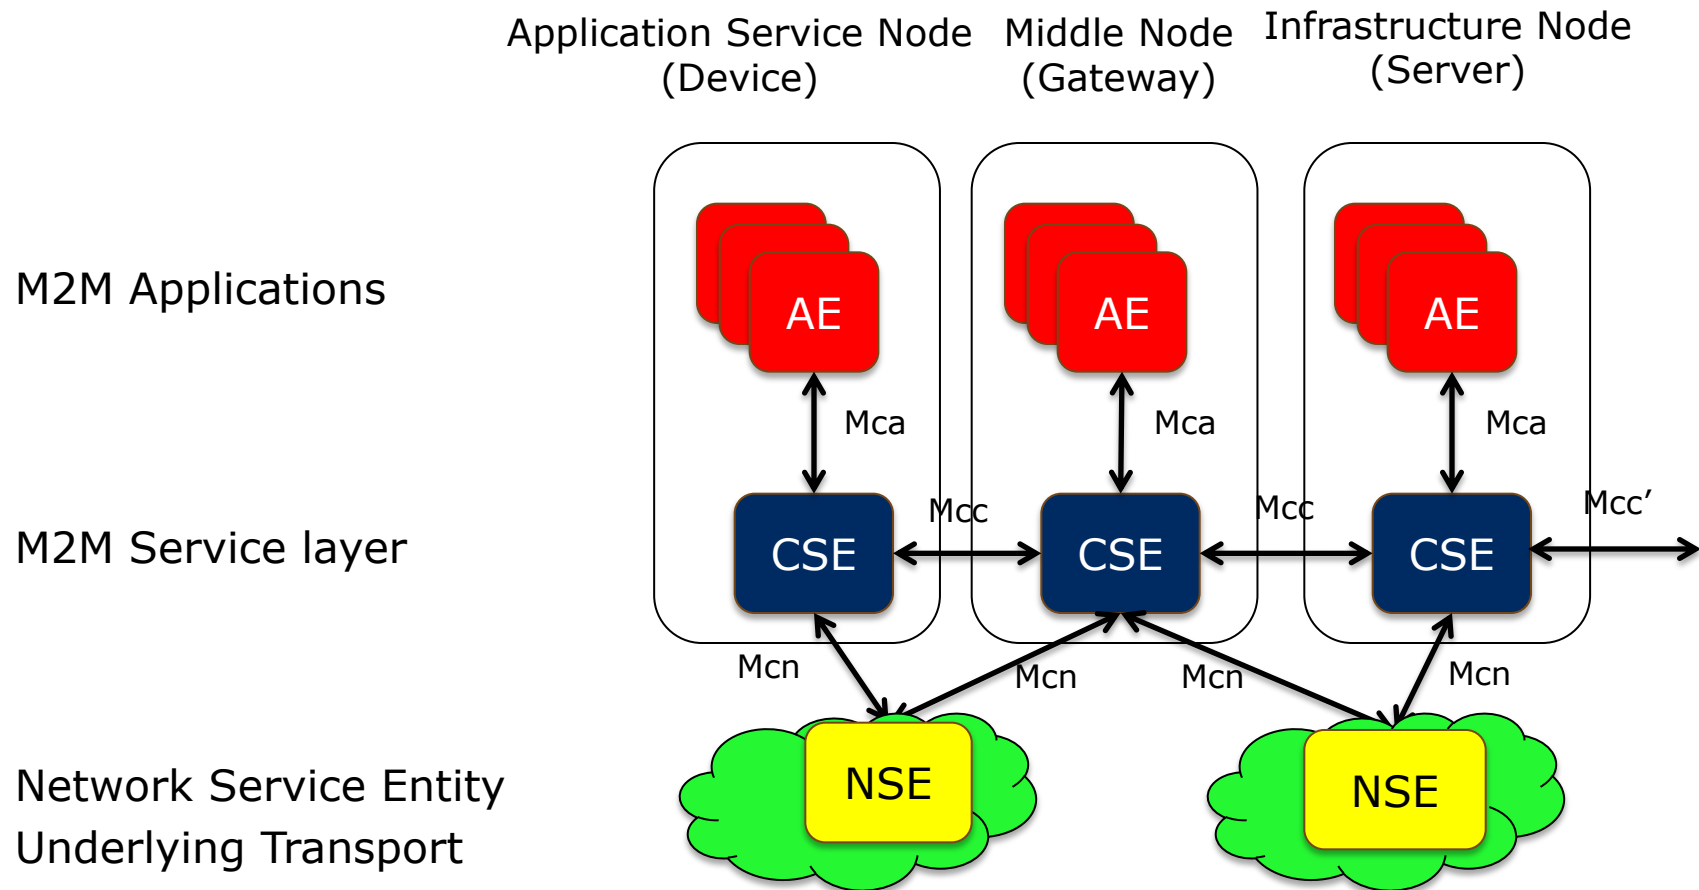 Application Service Node
(Device)
Middle Node
(Gateway)
Infrastructure Node
(Server)
M2M Applications
AE
AE
AE
Mca
Mca
Mca
M2M Service layer
CSE
Mcc
CSE
Mcc
CSE
Mcc’
Mcn
Mcn
Mcn
Mcn
Network Service Entity
Underlying Transport
NSE
NSE